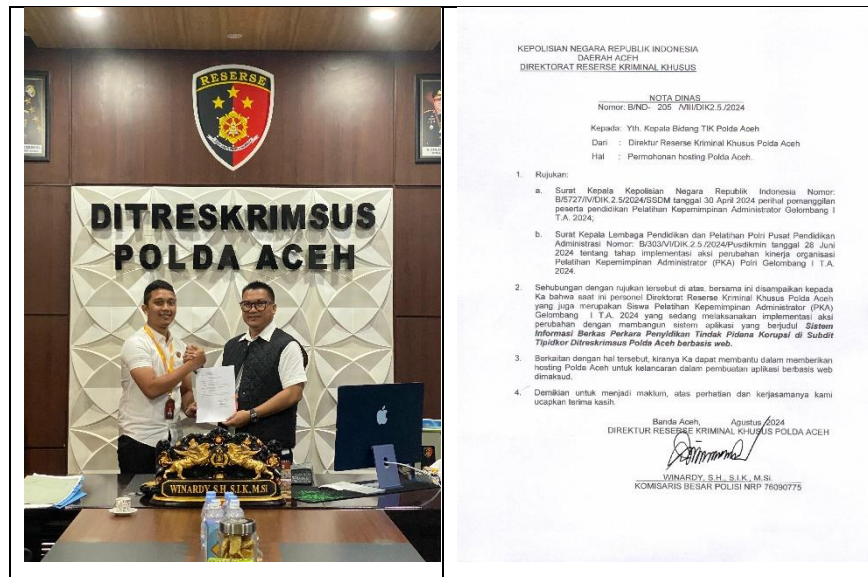 RESERSE
DITRESKRIMSUS
POLDA ACEH
WINARDY, S.H., S.I.K., M.Si
KEPOLISIAN NEGARA REPUBLIK INDONESIA
DAERAH ACEH
DIREKTORAT RESERSE KRIMINAL KHUSUS
NOTA DINAS
Nomor: B/ND- 205 /VIII/DIK2.5./2024
Kepada: Yth. Kepala Bidang TIK Polda Aceh
Dari : Direktur Reserse Kriminal Khusus Polda Aceh
Hal : Permohonan hosting Polda Aceh.
1. Rujukan:
a. Surat Kepala Kepolisian Negara Republik Indonesia Nomor:
B/5727/IV/DIK.2.5/2024/SSDM tanggal 30 April 2024 perihal pemanggilan
peserta pendidikan Pelatihan Kepemimpinan Administrator Gelombang I
T.A. 2024;
b. Surat Kepala Lembaga Pendidikan dan Pelatihan Polri Pusat Pendidikan
Administrasi Nomor: B/303/VI/DIK.2.5./2024/Pusdikmin tanggal 28 Juni
2024 tentang tahap implementasi aksi perubahan kinerja organisasi
Pelatihan Kepemimpinan Administrator (PKA) Polri Gelombang I T.A.
2024.
2. Sehubungan dengan rujukan tersebut di atas, bersama ini disampaikan kepada
Ka bahwa saat ini personel Direktorat Reserse Kriminal Khusus Polda Aceh
yang juga merupakan Siswa Pelatihan Kepemimpinan Administrator (PKA)
Gelombang I T.A. 2024 yang sedang melaksanakan implementasi aksi
perubahan dengan membangun sistem aplikasi yang berjudul Sistem
Informasi Berkas Perkara Penyidikan Tindak Pidana Korupsi di Subdit
Tipidkor Ditreskrimsus Polda Aceh berbasis web.
3. Berkaitan dengan hal tersebut, kiranya Ka dapat membantu dalam memberikan
hosting Polda Aceh untuk kelancaran dalam pembuatan aplikasi berbasis web
dimaksud.
4. Demikian untuk menjadi maklum, atas perhatian dan kerjasamanya kami
ucapkan terima kasih.
Banda Aceh, Agustus 2024
DIREKTUR RESERSE KRIMINAL KHUSUS POLDA ACEH
WINARDY, S.H., S.I.K., M.Si.
KOMISARIS BESAR POLISI NRP 76090775